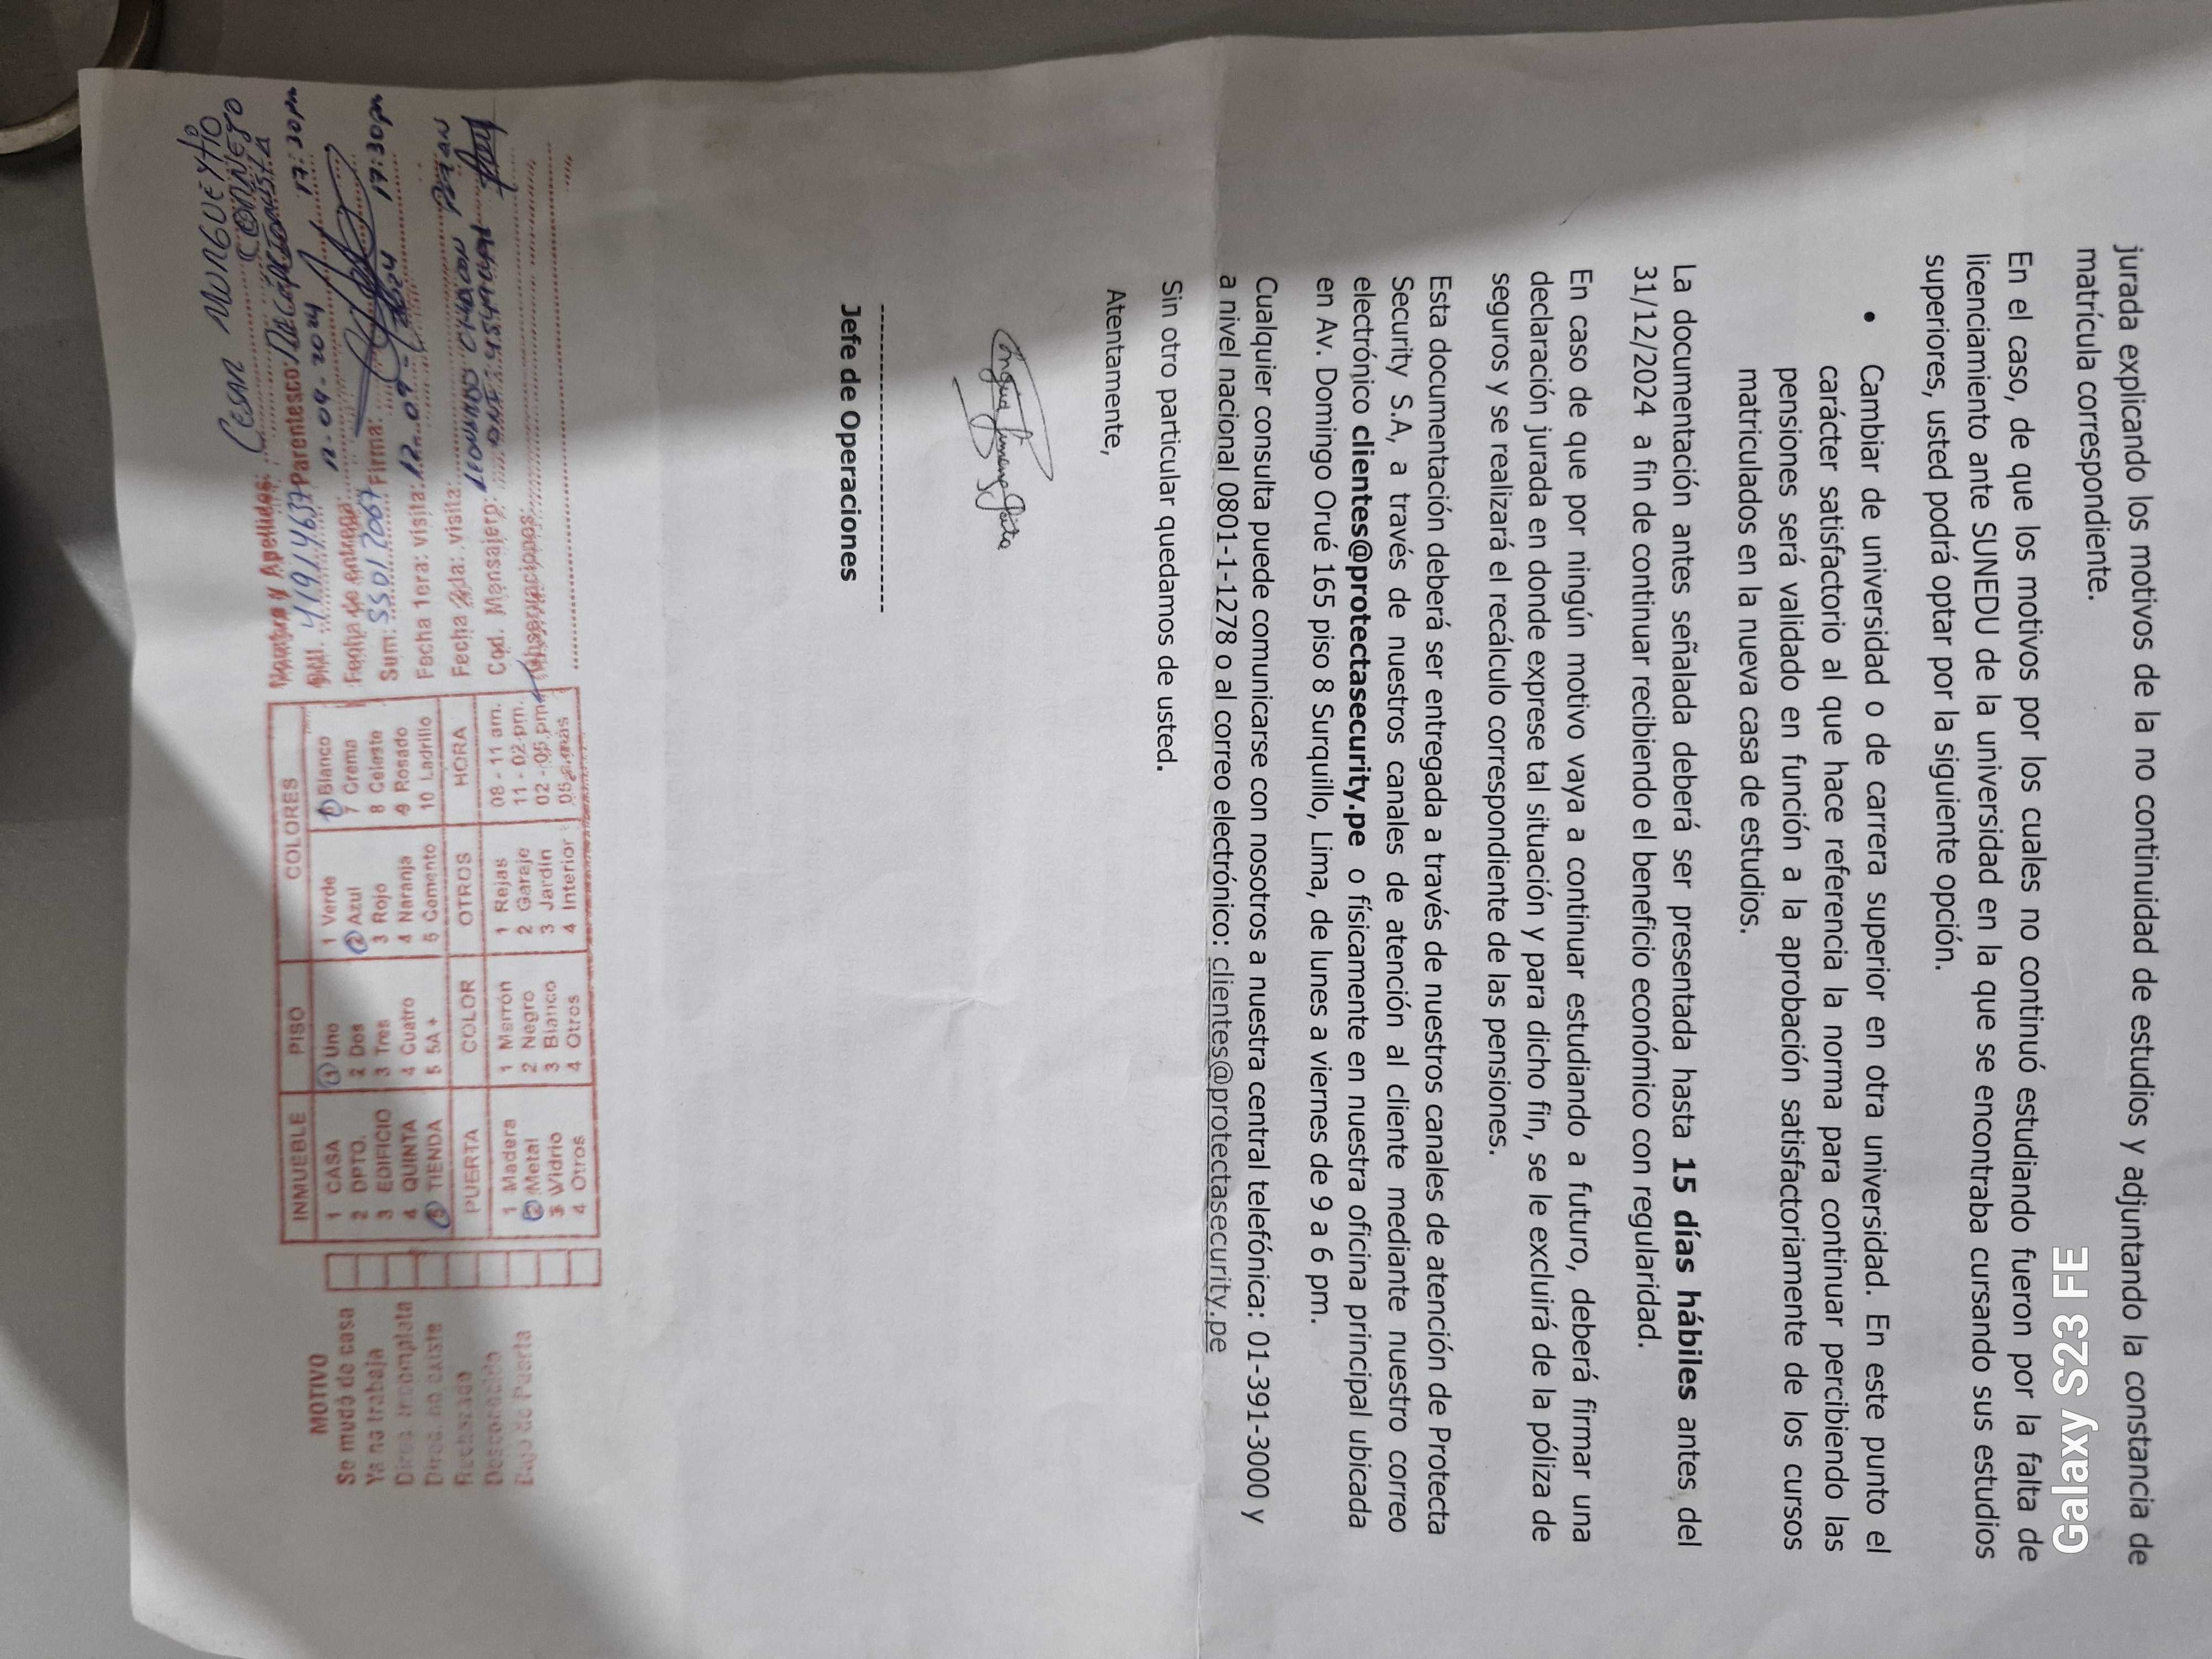 jurada explicando los motivos de la no continuidad de estudios y adjuntando la constancia de
matrícula correspondiente.
En el caso, de que los motivos por los cuales no continuó estudiando fueron por la falta de
licenciamiento ante SUNEDU de la universidad en la que se encontraba cursando sus estudios
superiores, usted podrá optar por la siguiente opción.
• Cambiar de universidad o de carrera superior en otra universidad. En este punto el
carácter satisfactorio al que hace referencia la norma para continuar percibiendo las
pensiones será validado en función a la aprobación satisfactoriamente de los cursos
matriculados en la nueva casa de estudios.
La documentación antes señalada deberá ser presentada hasta 15 días hábiles antes del
31/12/2024 a fin de continuar recibiendo el beneficio económico con regularidad.
En caso de que por ningún motivo vaya a continuar estudiando a futuro, deberá firmar una
declaración jurada en donde exprese tal situación y para dicho fin, se le excluirá de la póliza de
seguros y se realizará el recálculo correspondiente de las pensiones.
Esta documentación deberá ser entregada a través de nuestros canales de atención de Protecta
Security S.A, a través de nuestros canales de atención al cliente mediante nuestro correo
electrónico clientes@protectasecurity.pe o físicamente en nuestra oficina principal ubicada
en Av. Domingo Orué 165 piso 8 Surquillo, Lima, de lunes a viernes de 9 a 6 pm.
Cualquier consulta puede comunicarse con nosotros a nuestra central telefónica: 01-391-3000 y
a nivel nacional 0801-1-1278 o al correo electrónico: clientes@protectasecurity.pe
Sin otro particular quedamos de usted.
Atentamente,
Jefe de Operaciones
Cod. Mensajero:
Fecha 2da: visita
Fecha 1era: visita
Sum: Firma:
Fecha de entrega
Parentesco
Nombre y Apellidos
INMUEBLE PISO COLORES
1 CASA 1 Uno 1 Verde 6 Blanco
2 DPTO. 2 Dos 2 Azul 7 Crema
3 EDIFICIO 3 Tres 3 Rojo 8 Celeste
4 QUINTA 4 Cuatro 4 Naranja 9 Rosado
5 TIENDA 5 5A+ 5 Cemento 10 Ladrillo
PUERTA COLOR OTROS HORA
1 Madera 1 Marrón 1 Rejas 08 - 11 am.
2 Metal 2 Negro 2 Garaje 11 - 02 pm.
3 Widrio 3 Blanco 3 Jardín 02 - 05 pm
4 Otros 4 Otros 4 Interior 05 a más
MOTIVO
Se mudó de casa
Ya no trabaja
Direc. Incompleta
Direc. no existe
Rechazado
Desconocido
Bajo de Puerta
Galaxy S23 FE